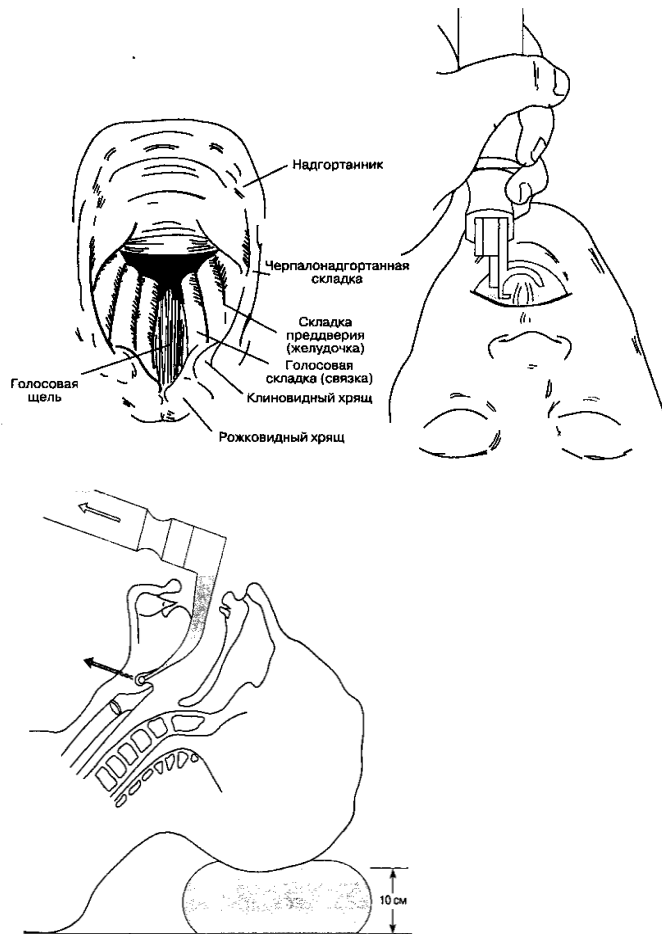 Надгортанник
Черпалонадгортанная
складка
Складка
преддверия
(желудочка)
Голосовая
складка (связка)
Клиновидный хрящ
Рожковидный хрящ
Голосовая
щель
10 см